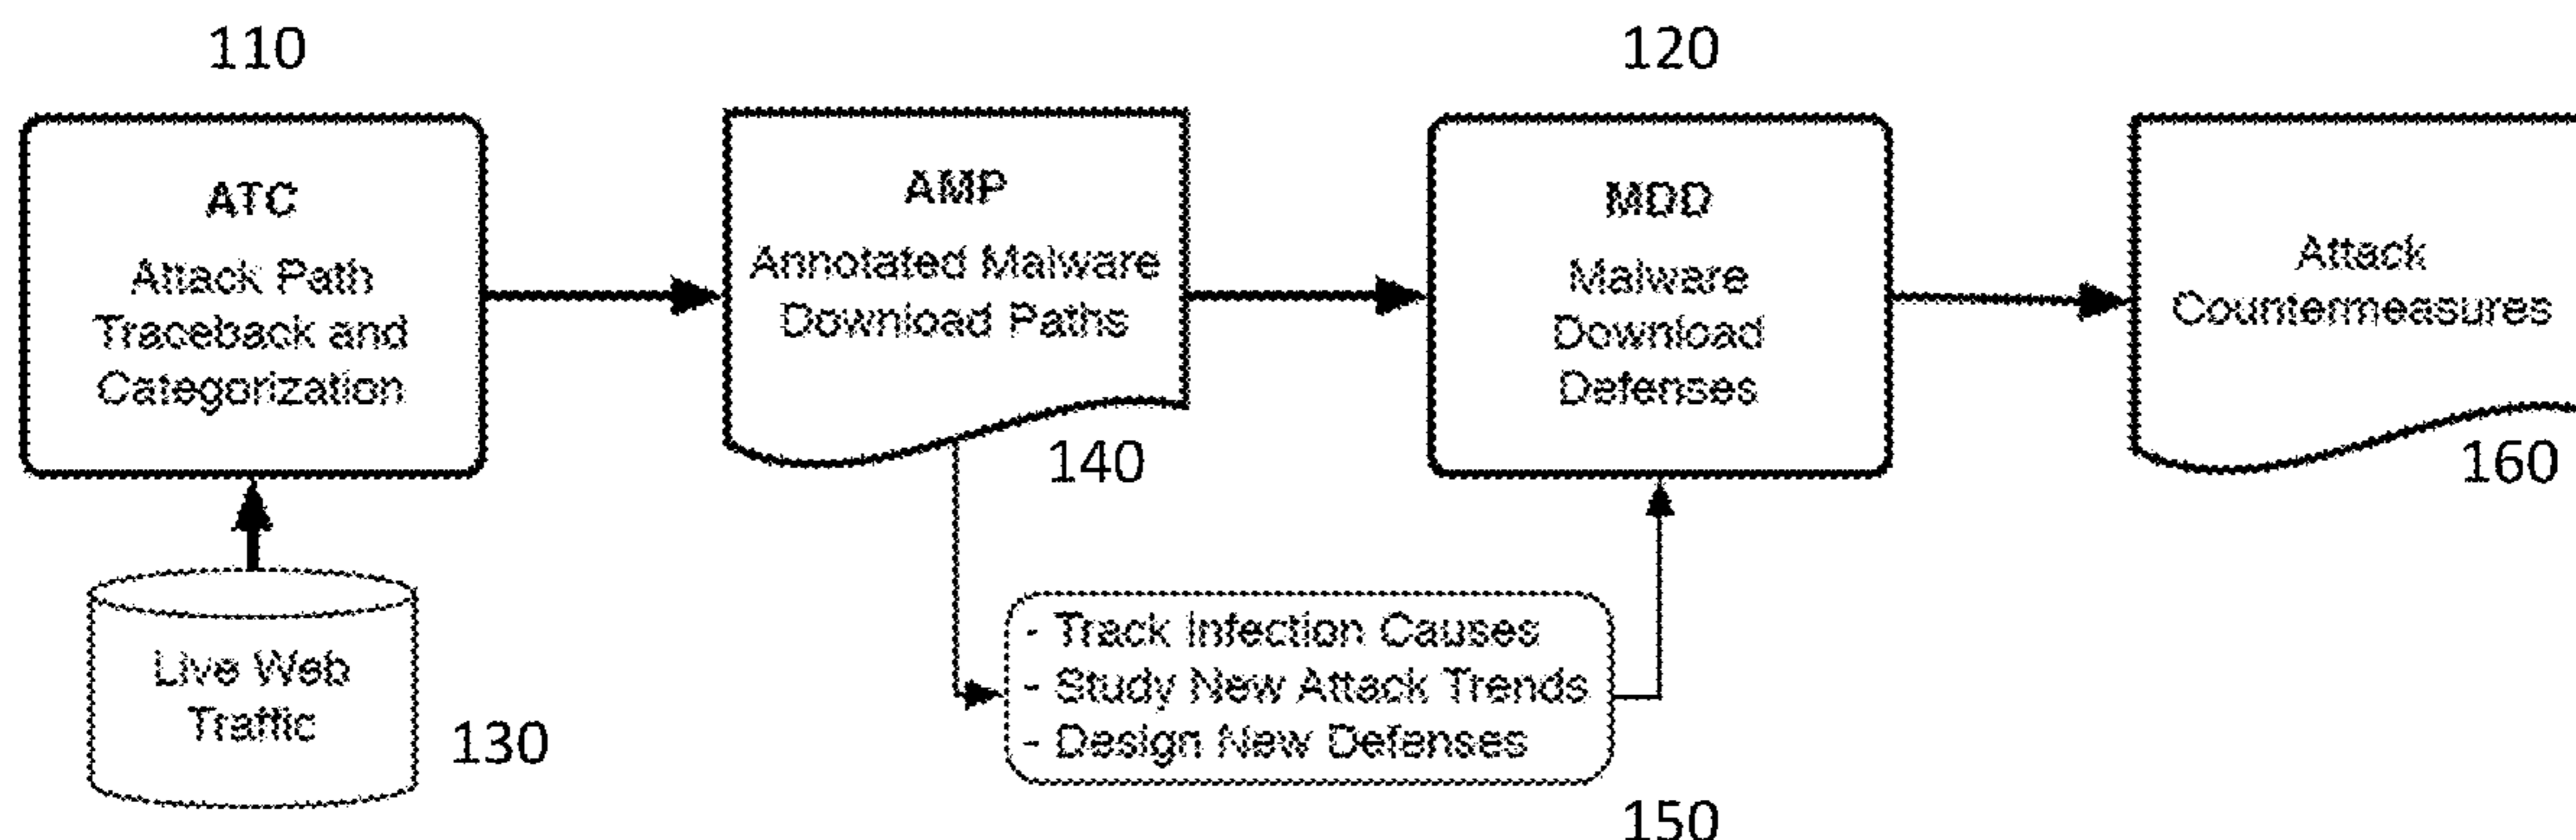 110
120
ATC
Attack Path
Traceback and
Categorization
AMP
Annotated Malware
Download Paths
140
MDD
Malware
Download
Defenses
Attack
Countermeasures
160
Live Web
Traffic
130
- Track Infection Causes
- Study New Attack Trends
- Design New Defenses
150